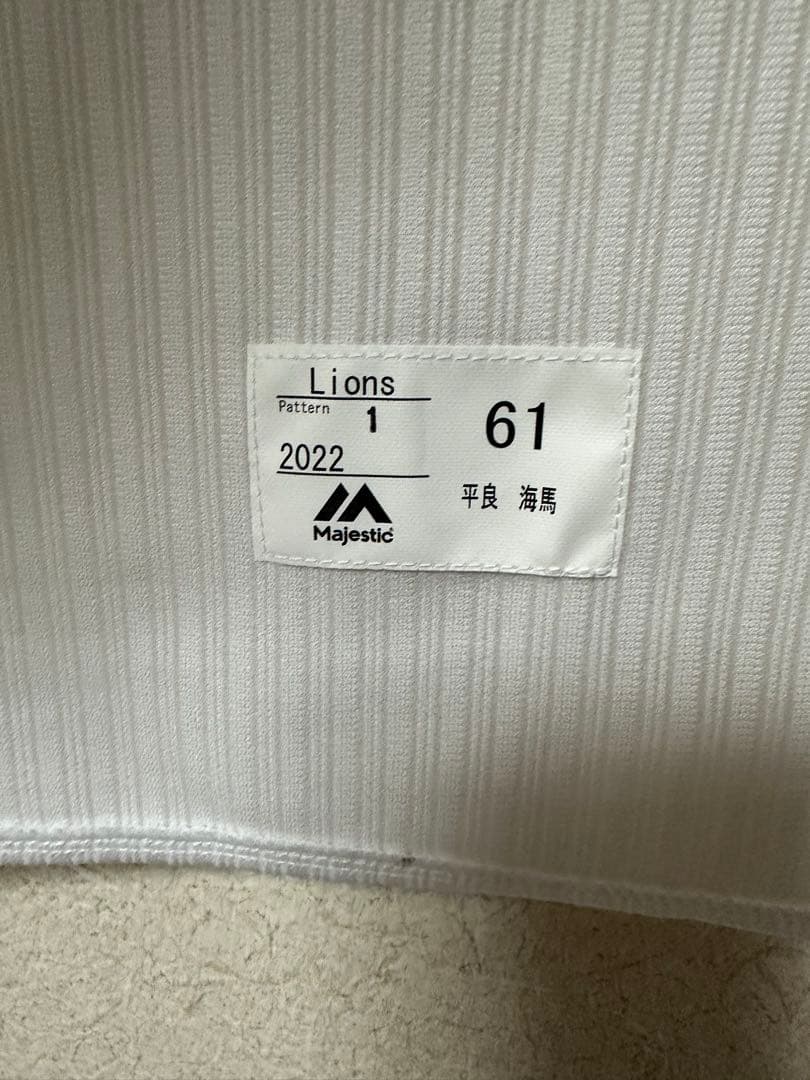 Lions
Pattern 1
2022
Majestic
61
平良 海馬